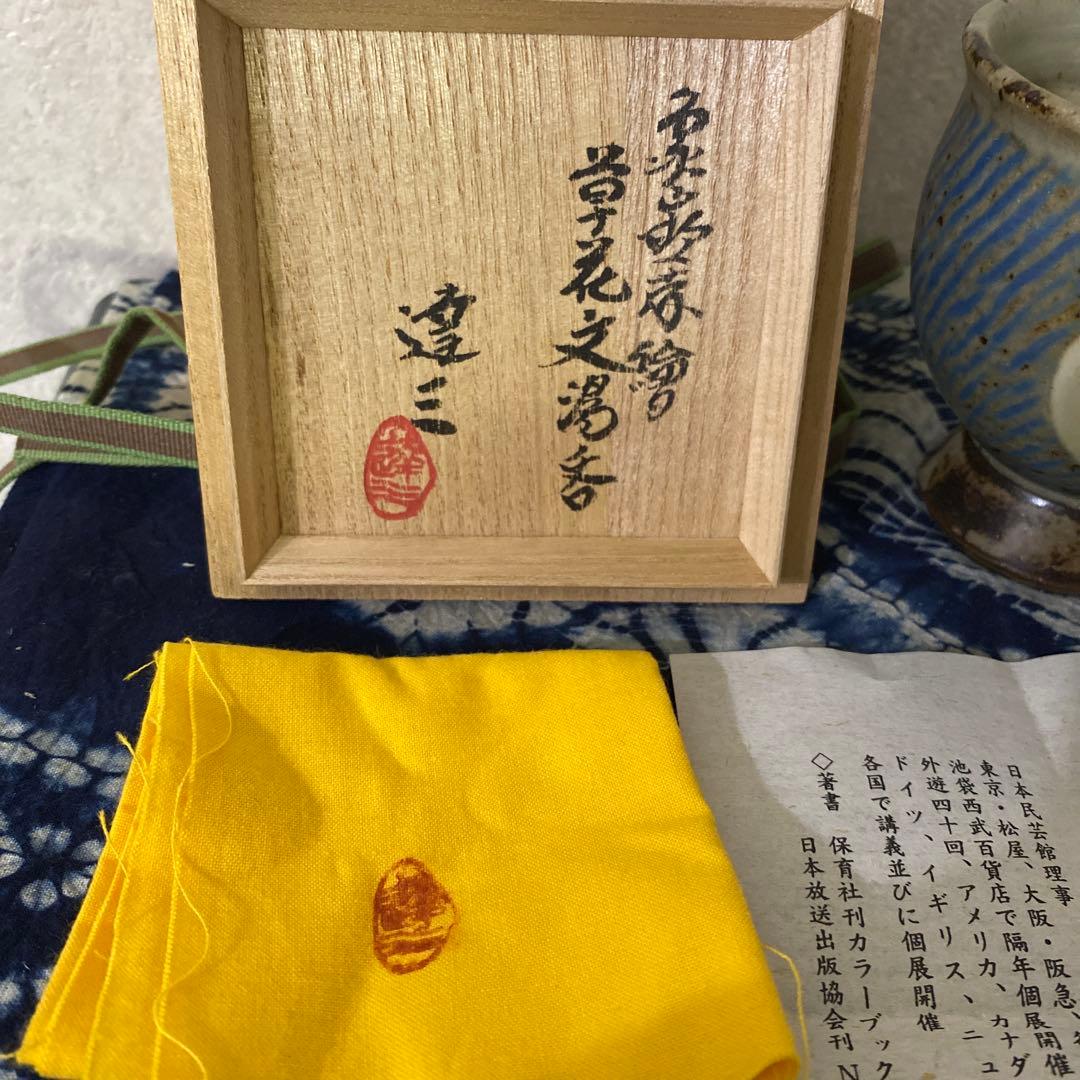 繪
草花文湯呑
達三
日本民芸館理事
東京・松屋、大阪・阪急、
池袋西武百貨店で隔年個展開催
外遊四十回、アメリカ、カナダ
ドイツ、イギリス、ニュ
各国で講義並びに個展開催
◇著書 保育社刊カラーブック
日本放送出版協会刊 N